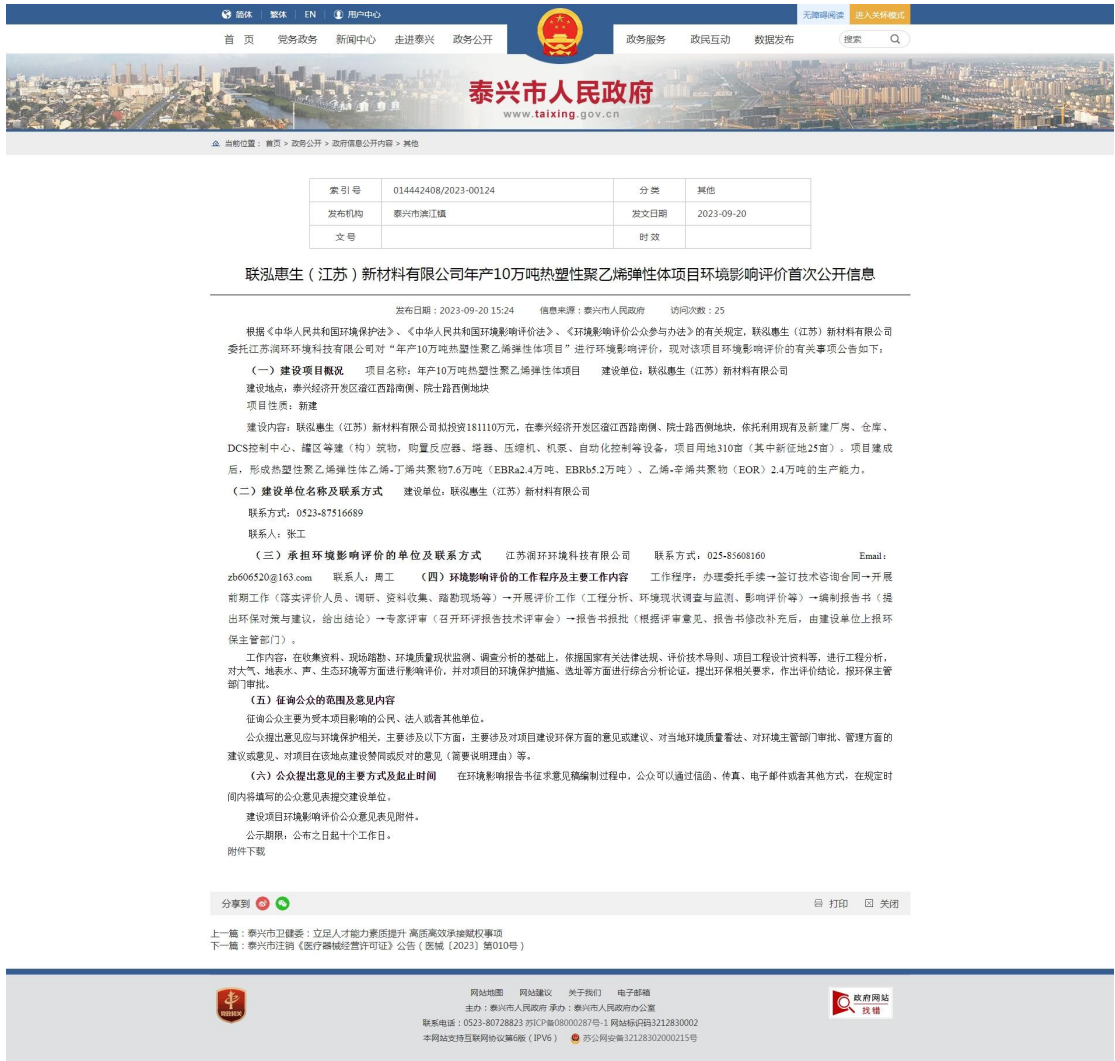 简体 繁体 EN 用户中心 无障碍阅读 进入关怀模式
首 页 党务政务 新闻中心 走进泰兴 政务公开 政务服务 政民互动 数据发布 搜索
泰兴市人民政府
www.taixing.gov.cn
当前位置： 首页 > 政务公开 > 政府信息公开内容 > 其他
索 引 号 014442408/2023-00124 分 类 其他
发布机构 泰兴市滨江镇 发文日期 2023-09-20
文 号 时 效
联泓惠生（江苏）新材料有限公司年产10万吨热塑性聚乙烯弹性体项目环境影响评价首次公开信息
发布日期：2023-09-20 15:24 信息来源：泰兴市人民政府 访问次数：25
根据《中华人民共和国环境保护法》、《中华人民共和国环境影响评价法》、《环境影响评价公众参与办法》的有关规定，联泓惠生（江苏）新材料有限公司
委托江苏润环环境科技有限公司对“年产10万吨热塑性聚乙烯弹性体项目”进行环境影响评价，现对该项目环境影响评价的有关事项公告如下：
（一）建设项目概况 项目名称：年产10万吨热塑性聚乙烯弹性体项目 建设单位：联泓惠生（江苏）新材料有限公司
建设地点：泰兴经济开发区滨江西路南侧、院士路西侧地块
项目性质：新建
建设内容：联泓惠生（江苏）新材料有限公司拟投资181110万元，在泰兴经济开发区滨江西路南侧、院士路西侧地块，依托利用现有及新建厂房、仓库、
DCS控制中心、罐区等建（构）筑物，购置反应器、塔器、压缩机、机泵、自动化控制等设备，项目用地310亩（其中新征地25亩）。项目建成
后，形成热塑性聚乙烯弹性体乙烯-丁烯共聚物7.6万吨（EBRa2.4万吨、EBRb5.2万吨）、乙烯-辛烯共聚物（EOR）2.4万吨的生产能力。
（二）建设单位名称及联系方式 建设单位：联泓惠生（江苏）新材料有限公司
联系方式：0523-87516689
联系人：张工
（三）承担环境影响评价的单位及联系方式 江苏润环环境科技有限公司 联系方式：025-85608160 Email：
zb606520@163.com 联系人：周工 （四）环境影响评价的工作程序及主要工作内容 工作程序：办理委托手续→签订技术咨询合同→开展
前期工作（落实评价人员、调研、资料收集、踏勘现场等）→开展评价工作（工程分析、环境现状调查与监测、影响评价等）→编制报告书（提
出环保对策与建议，给出结论）→专家评审（召开环评报告技术评审会）→报告书报批（根据评审意见、报告书修改补充后，由建设单位上报环
保主管部门）。
工作内容：在收集资料、现场踏勘、环境质量现状监测、调查分析的基础上，依据国家有关法律法规、评价技术导则、项目工程设计资料等，进行工程分析，
对大气、地表水、声、生态环境等方面进行影响评价，并对项目的环境保护措施、选址等方面进行综合分析论证，提出环保相关要求，作出评价结论，报环保主管
部门审批。
（五）征询公众的范围及意见内容
征询公众主要为受本项目影响的公民、法人或者其他单位。
公众提出意见应与环境保护相关，主要涉及以下方面：主要涉及对项目建设环保方面的意见或建议、对当地环境质量看法、对环境主管部门审批、管理方面的
建议或意见、对项目在该地点建设赞同或反对的意见（简要说明理由）等。
（六）公众提出意见的主要方式及起止时间 在环境影响报告书征求意见稿编制过程中，公众可以通过信函、传真、电子邮件或者其他方式，在规定时
间内将填写的公众意见表提交建设单位。
建设项目环境影响评价公众意见表见附件。
公示期限：公布之日起十个工作日。
附件下载
分享到 打印 关闭
上一篇：泰兴市卫健委：立足人才能力素质提升 高质高效承接赋权事项
下一篇：泰兴市注销《医疗器械经营许可证》公告（医械〔2023〕第010号）
网站地图 网站建议 关于我们 电子邮箱
主办：泰兴市人民政府 承办：泰兴市人民政府办公室
联系电话：0523-80728823 苏ICP备08000287号-1 网站标识码3212830002
本网站支持互联网协议第6版（IPV6） 苏公网安备32128302000215号
党政机关
政府网站
找错